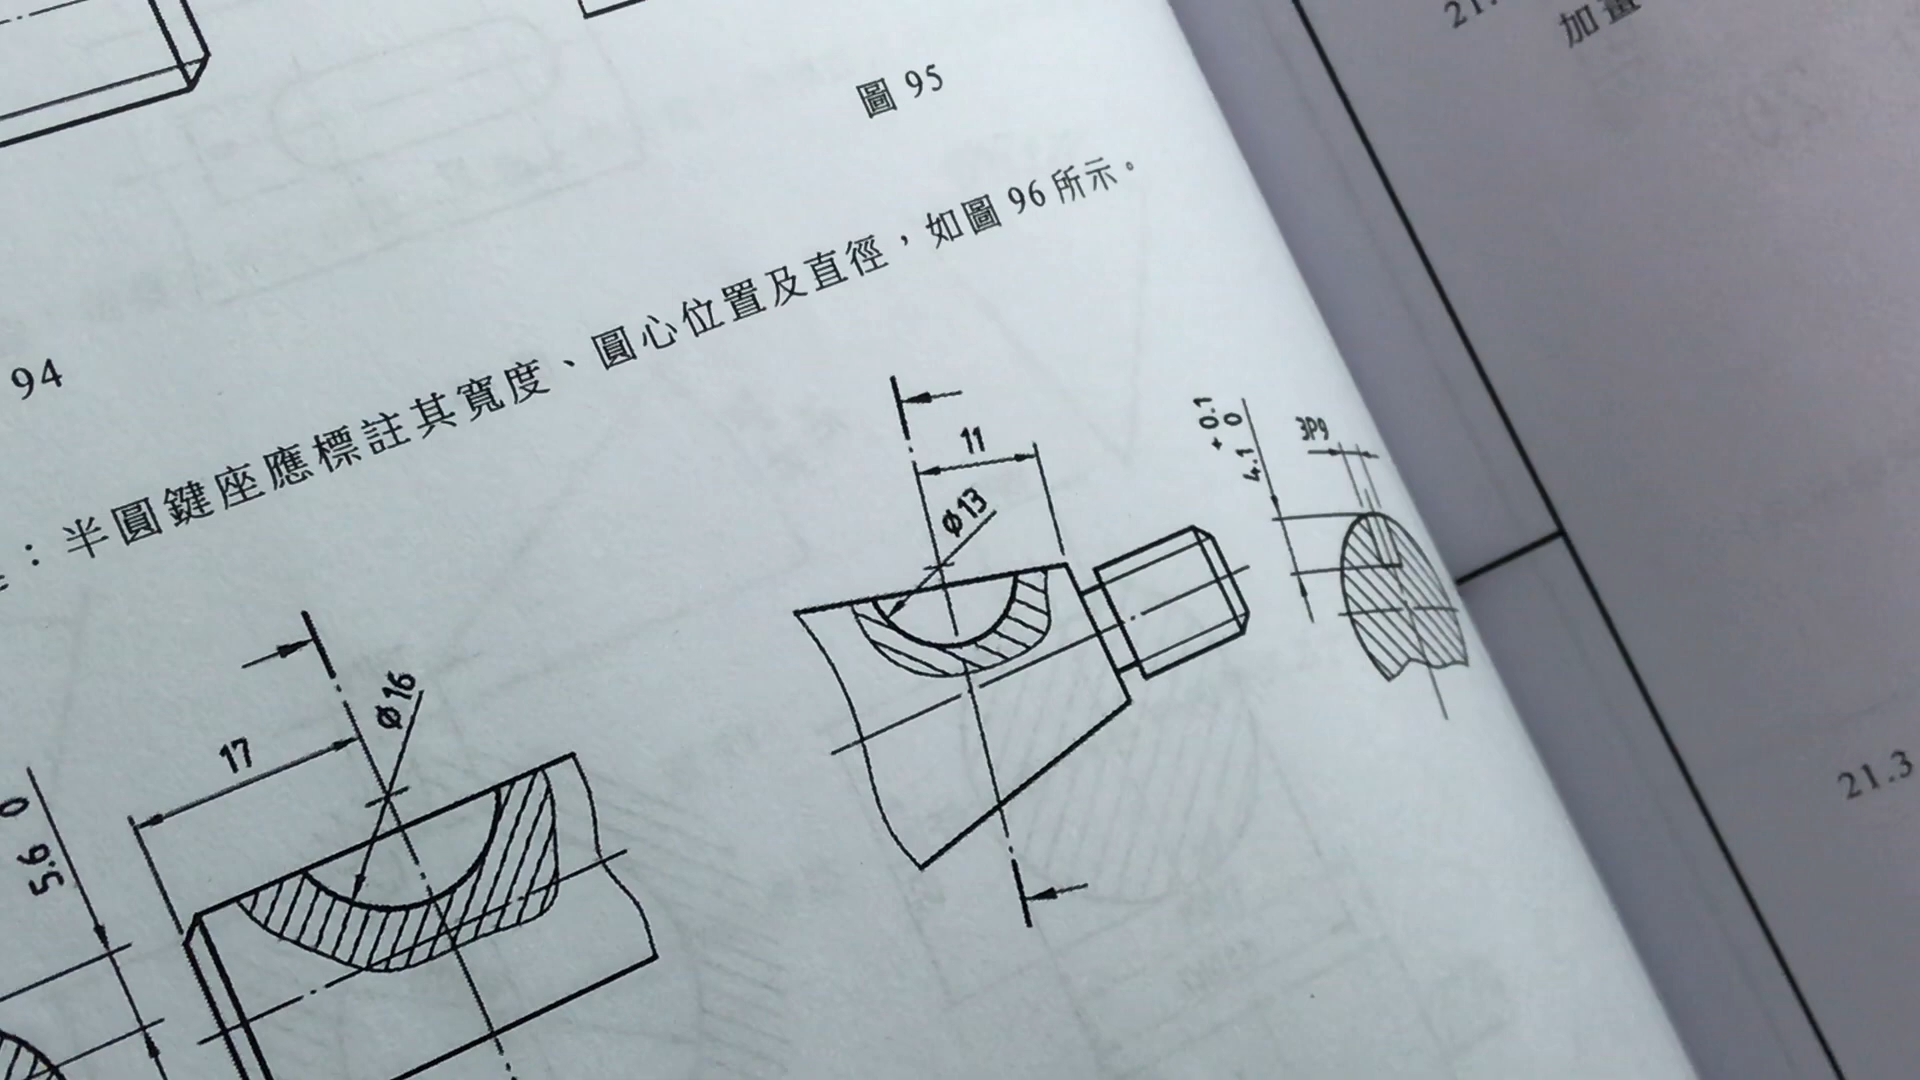 圖 95
94
：半圓鍵座應標註其寬度、圓心位置及直徑，如圖 96 所示。
11
ø13
4.1 +0.1 0
3P9
17
ø16
5.6 0
21.
加
21.3